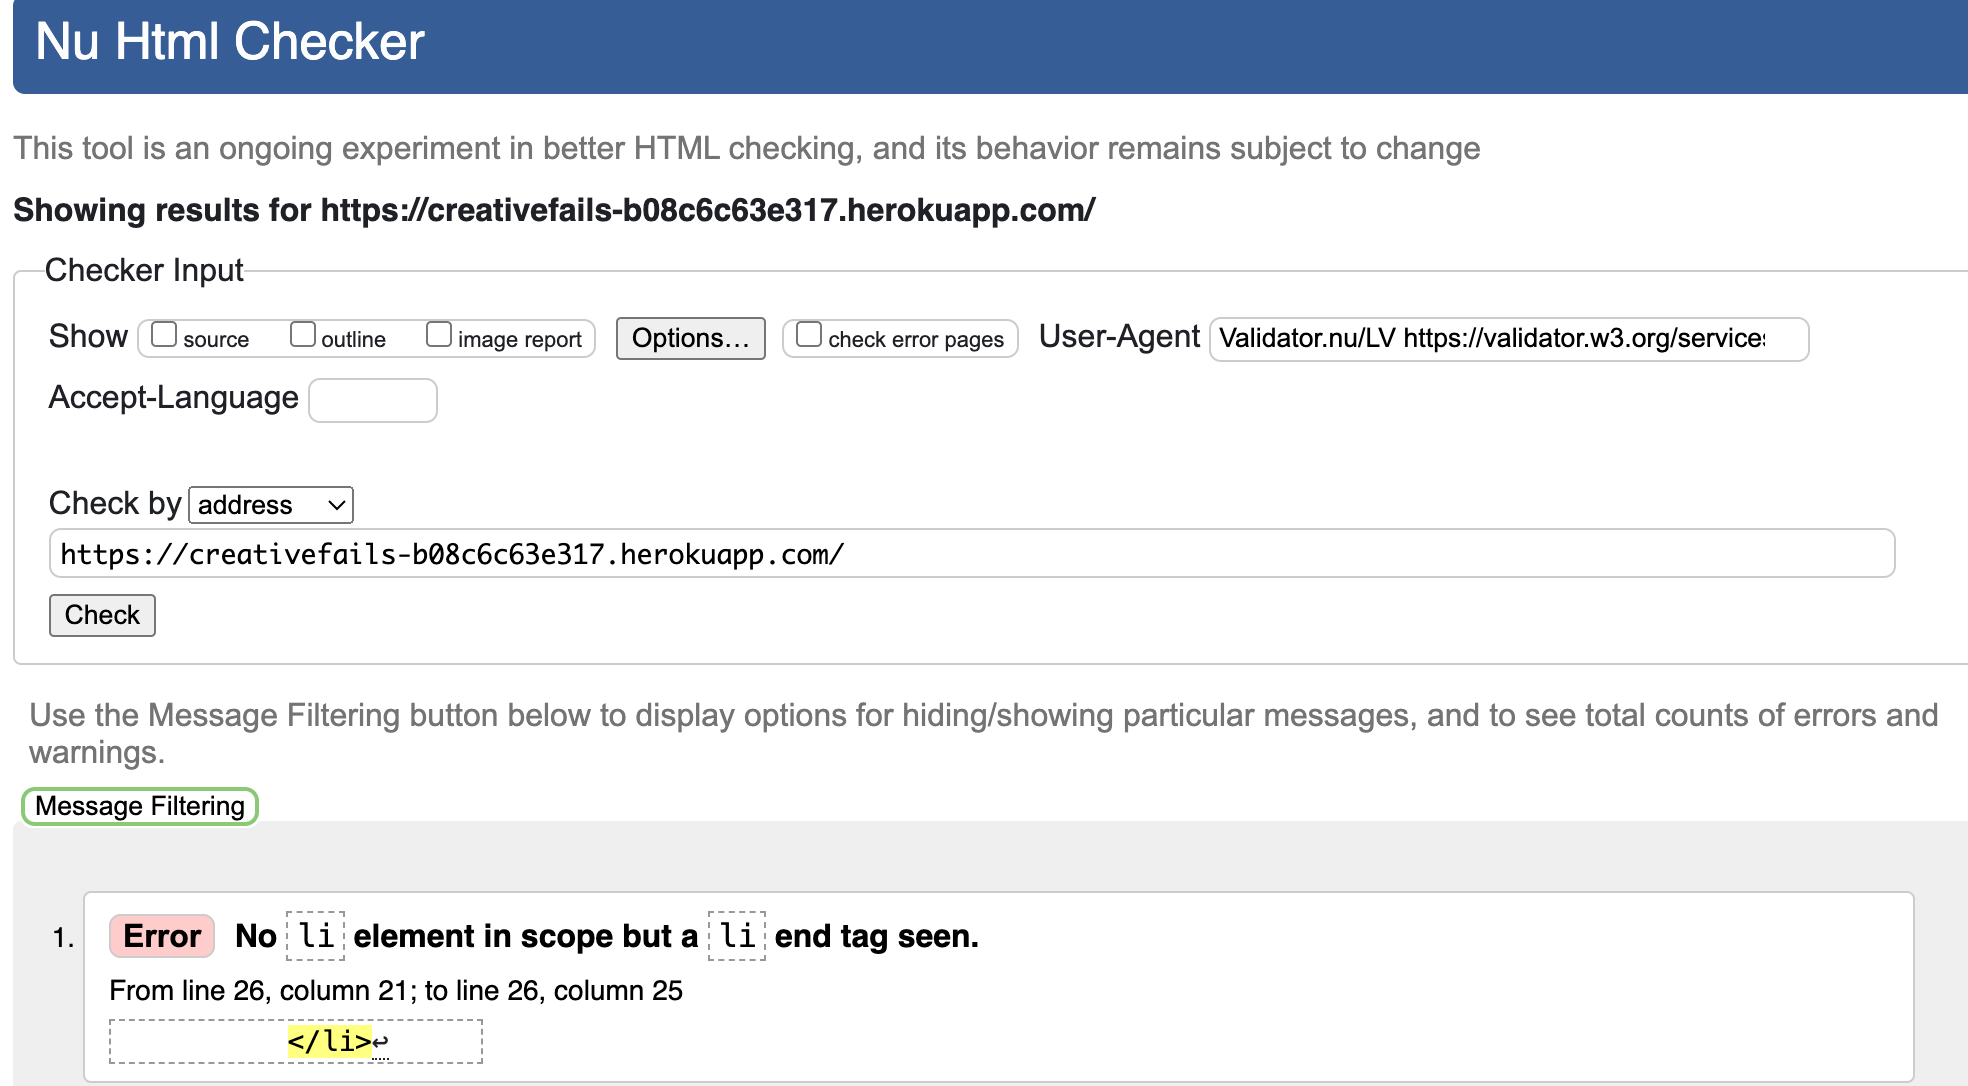 Nu Html Checker
This tool is an ongoing experiment in better HTML checking, and its behavior remains subject to change
Showing results for https://creativefails-b08c6c63e317.herokuapp.com/
Checker Input
Show source outline image report Options... check error pages User-Agent Validator.nu/LV https://validator.w3.org/services
Accept-Language
Check by address
https://creativefails-b08c6c63e317.herokuapp.com/
Check
Use the Message Filtering button below to display options for hiding/showing particular messages, and to see total counts of errors and
warnings.
Message Filtering
1. Error No li element in scope but a li end tag seen.
From line 26, column 21; to line 26, column 25
</li>↩